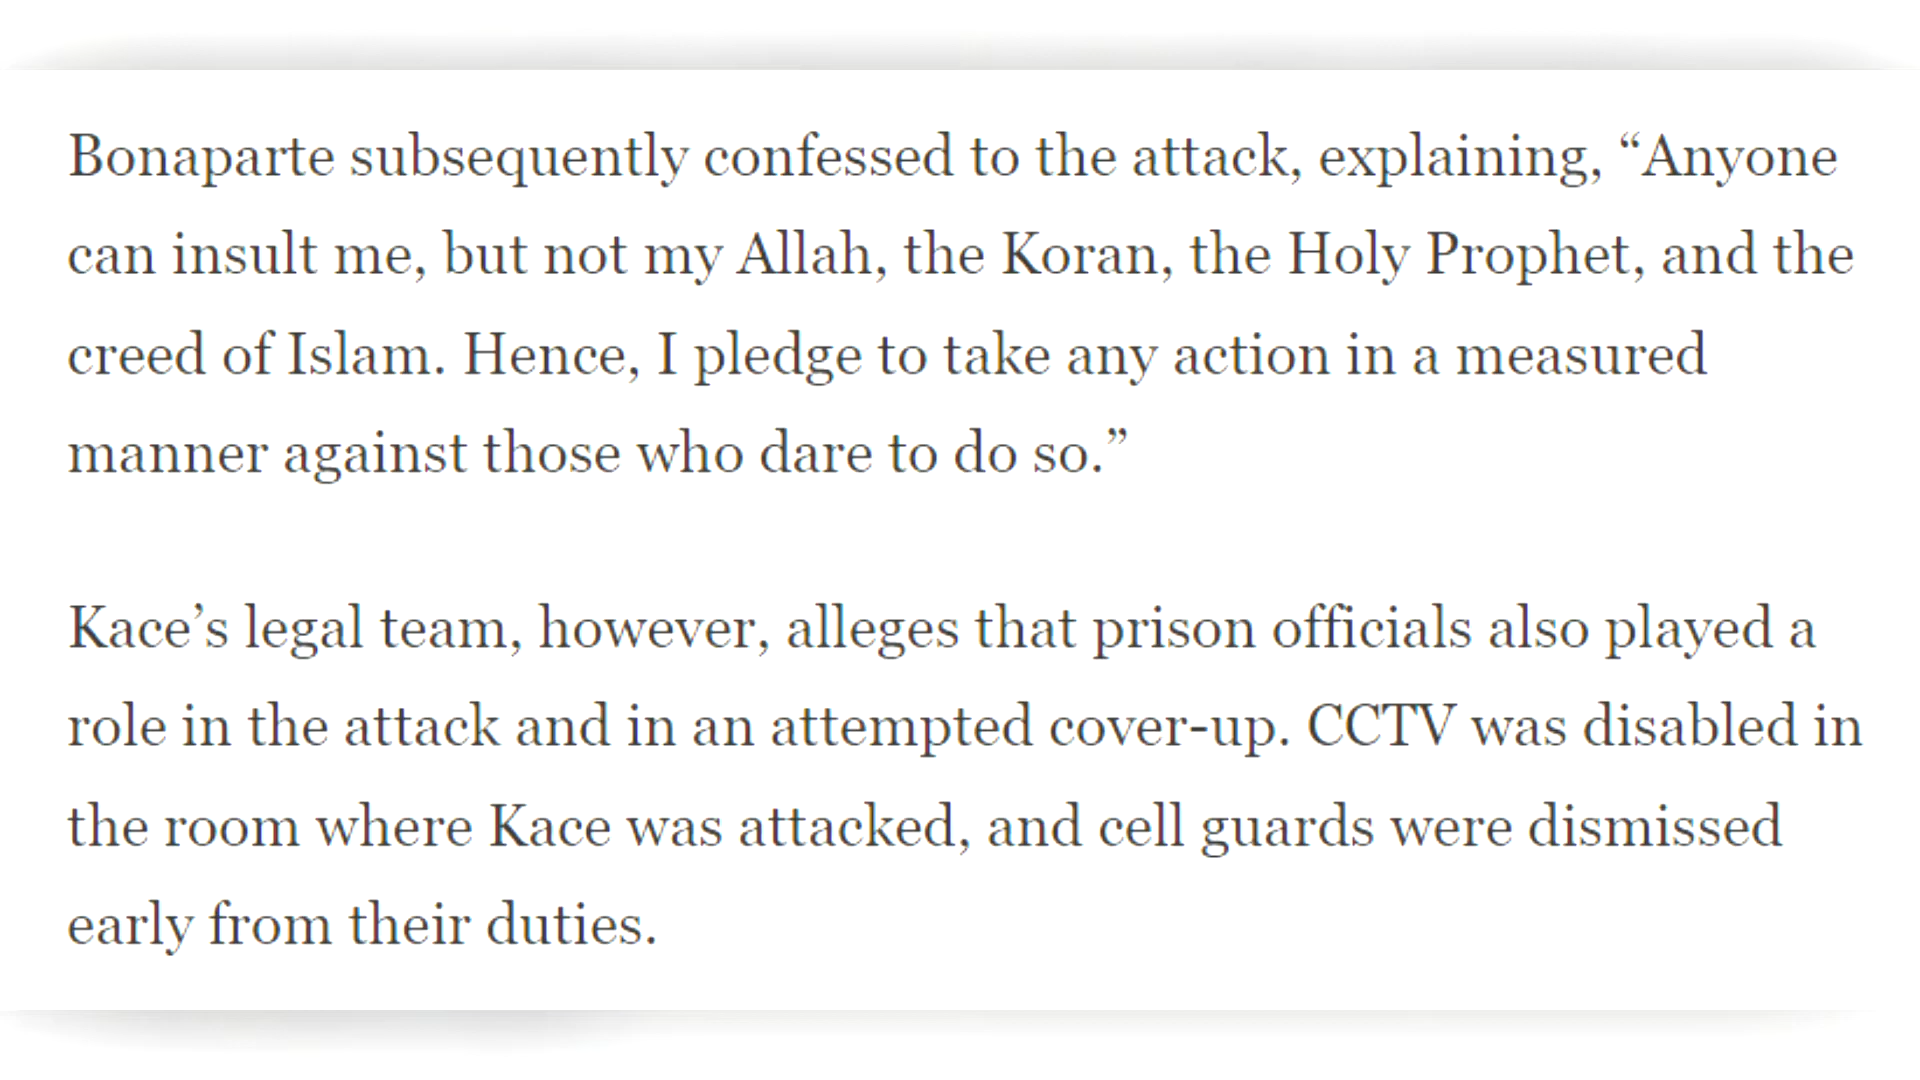 Bonaparte subsequently confessed to the attack, explaining, “Anyone
can insult me, but not my Allah, the Koran, the Holy Prophet, and the
creed of Islam. Hence, I pledge to take any action in a measured
manner against those who dare to do so.”
Kace’s legal team, however, alleges that prison officials also played a
role in the attack and in an attempted cover-up. CCTV was disabled in
the room where Kace was attacked, and cell guards were dismissed
early from their duties.